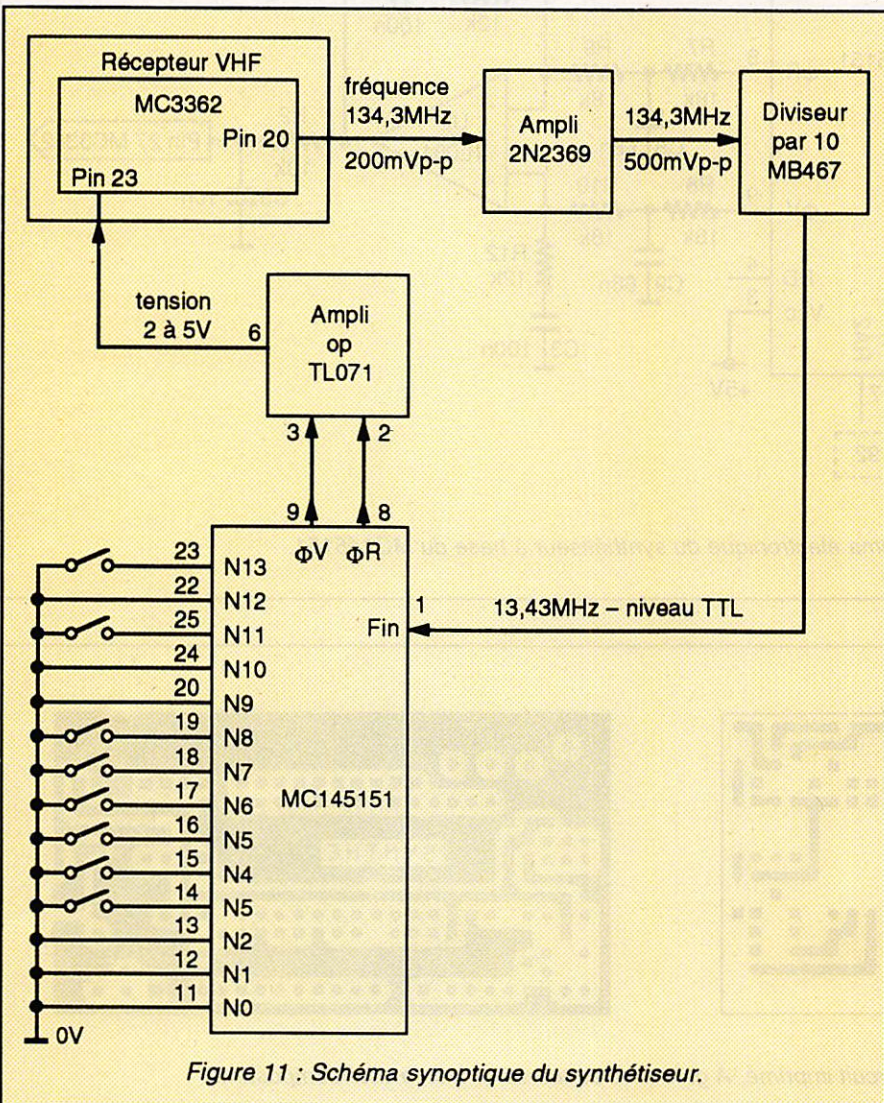 Récepteur VHF
MC3362
Pin 20
Pin 23
fréquence
134,3MHz
200mVp-p
Ampli
2N2369
134,3MHz
500mVp-p
Diviseur
par 10
MB467
tension
2 à 5V
6
Ampli
op
TL071
3
2
9
8
ΦV
ΦR
23
N13
22
N12
25
N11
24
N10
20
N9
19
N8
18
N7
17
N6
16
N5
15
N4
14
N5
13
N2
12
N1
11
N0
MC145151
1
Fin
13,43MHz – niveau TTL
0V
Figure 11 : Schéma synoptique du synthétiseur.